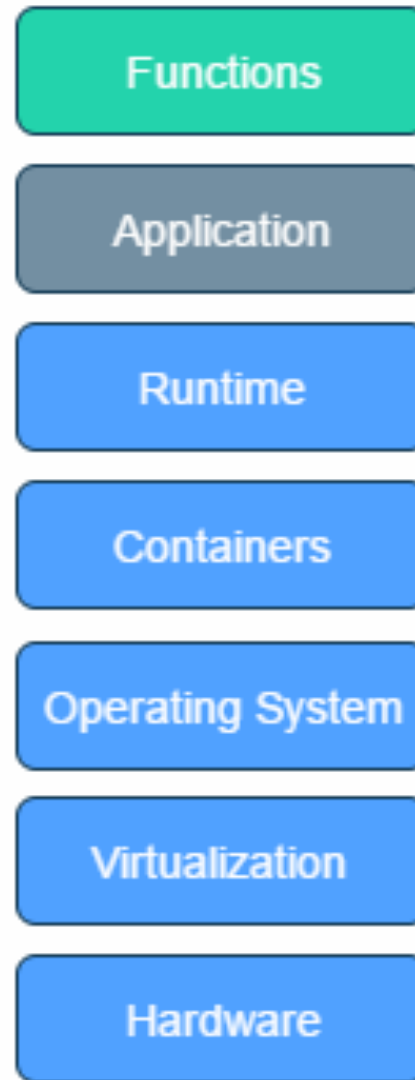 Functions
Application
Runtime
Containers
Operating System
Virtualization
Hardware